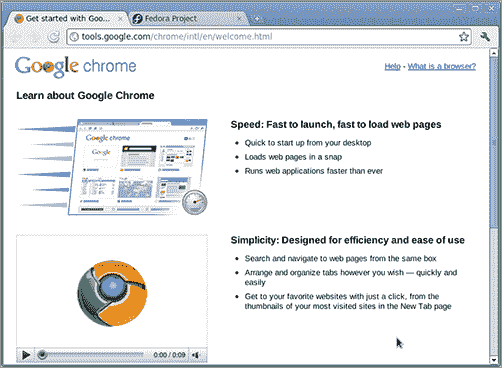 Get started with Goo...
Fedora Project
tools.google.com/chrome/intl/en/welcome.html
Google chrome
Help - What is a browser?
Learn about Google Chrome
Google chrome
Speed: Fast to launch, fast to load web pages
Quick to start up from your desktop
Loads web pages in a snap
Runs web applications faster than ever
Simplicity: Designed for efficiency and ease of use
Search and navigate to web pages from the same box
Arrange and organize tabs however you wish — quickly and
easily
Get to your favorite websites with just a click, from the
thumbnails of your most visited sites in the New Tab page
0:00 / 0:09